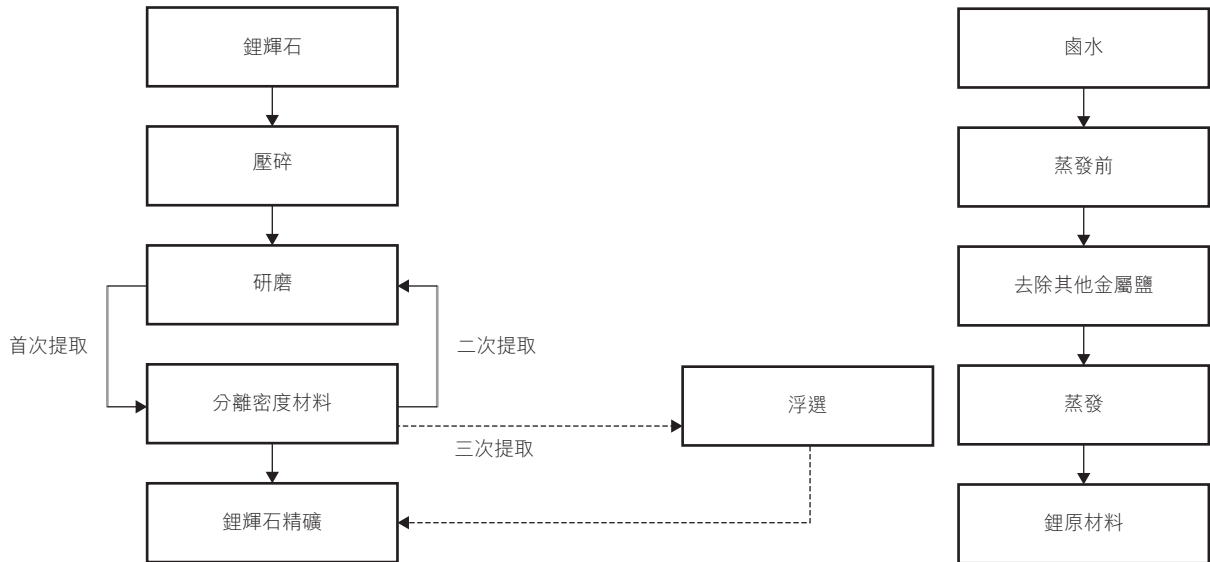 鋰輝石
壓碎
研磨
首次提取
二次提取
分離密度材料
三次提取
浮選
鋰輝石精礦
鹵水
蒸發前
去除其他金屬鹽
蒸發
鋰原材料